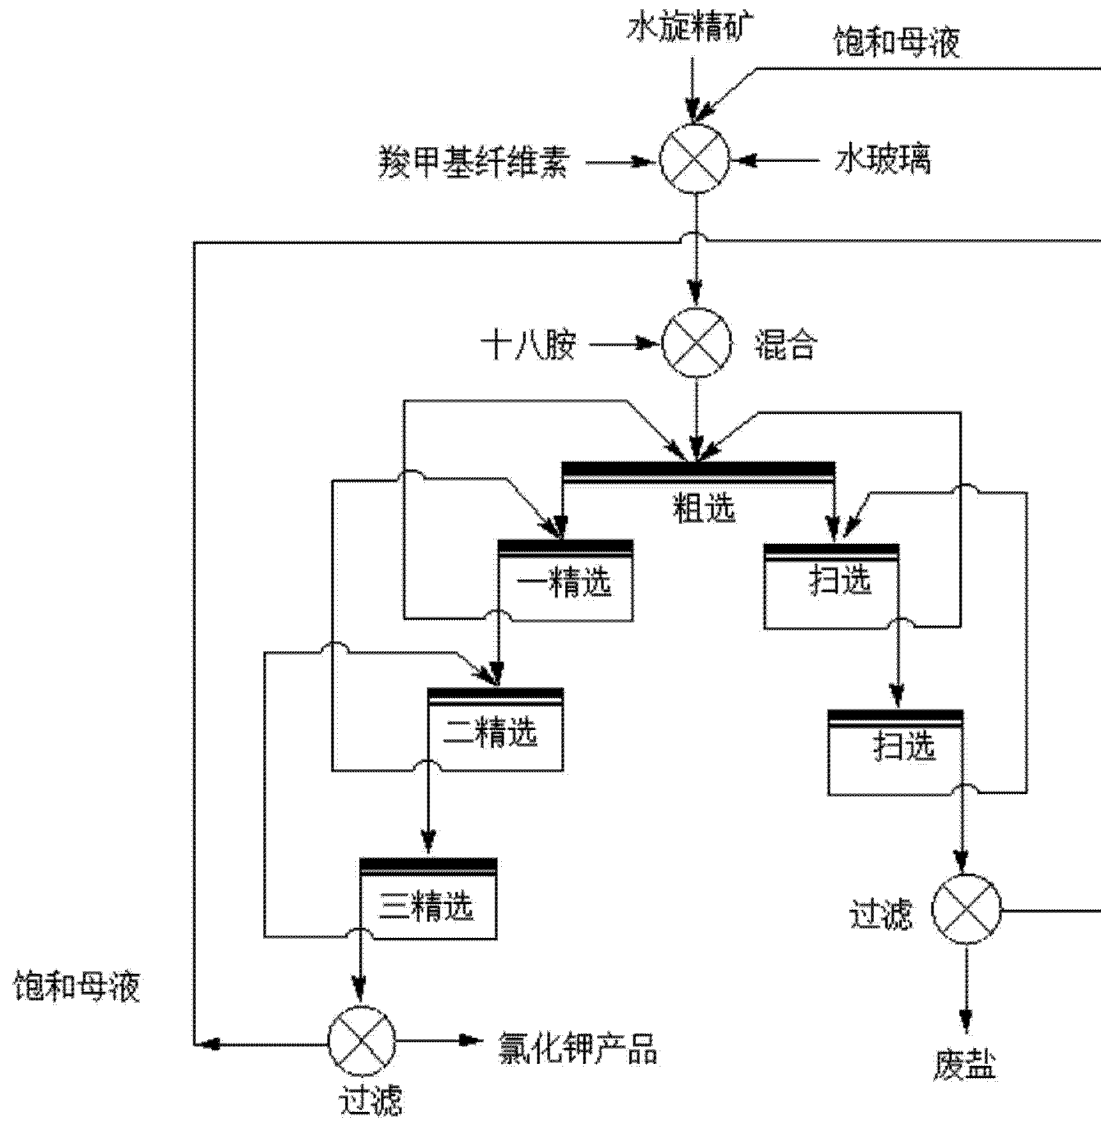 水旋精矿
饱和母液
羧甲基纤维素
水玻璃
十八胺
混合
粗选
一精选
扫选
二精选
扫选
三精选
过滤
饱和母液
氯化钾产品
废盐
过滤